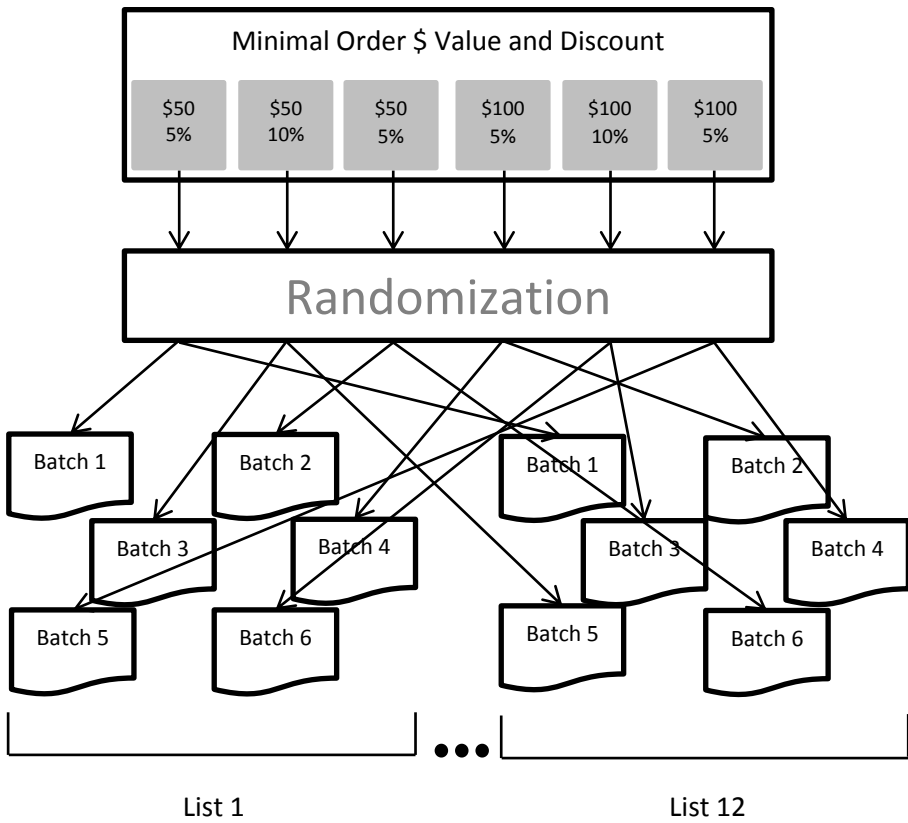 Minimal Order $ Value and Discount
$50 $50 $50 $100 $100 $100
5% 10% 5% 5% 10% 5%
Randomization
Batch 1 Batch 2 Batch 1 Batch 2
Batch 3 Batch 4 Batch 3 Batch 4
Batch 5 Batch 6 Batch 5 Batch 6
List 1 List 12